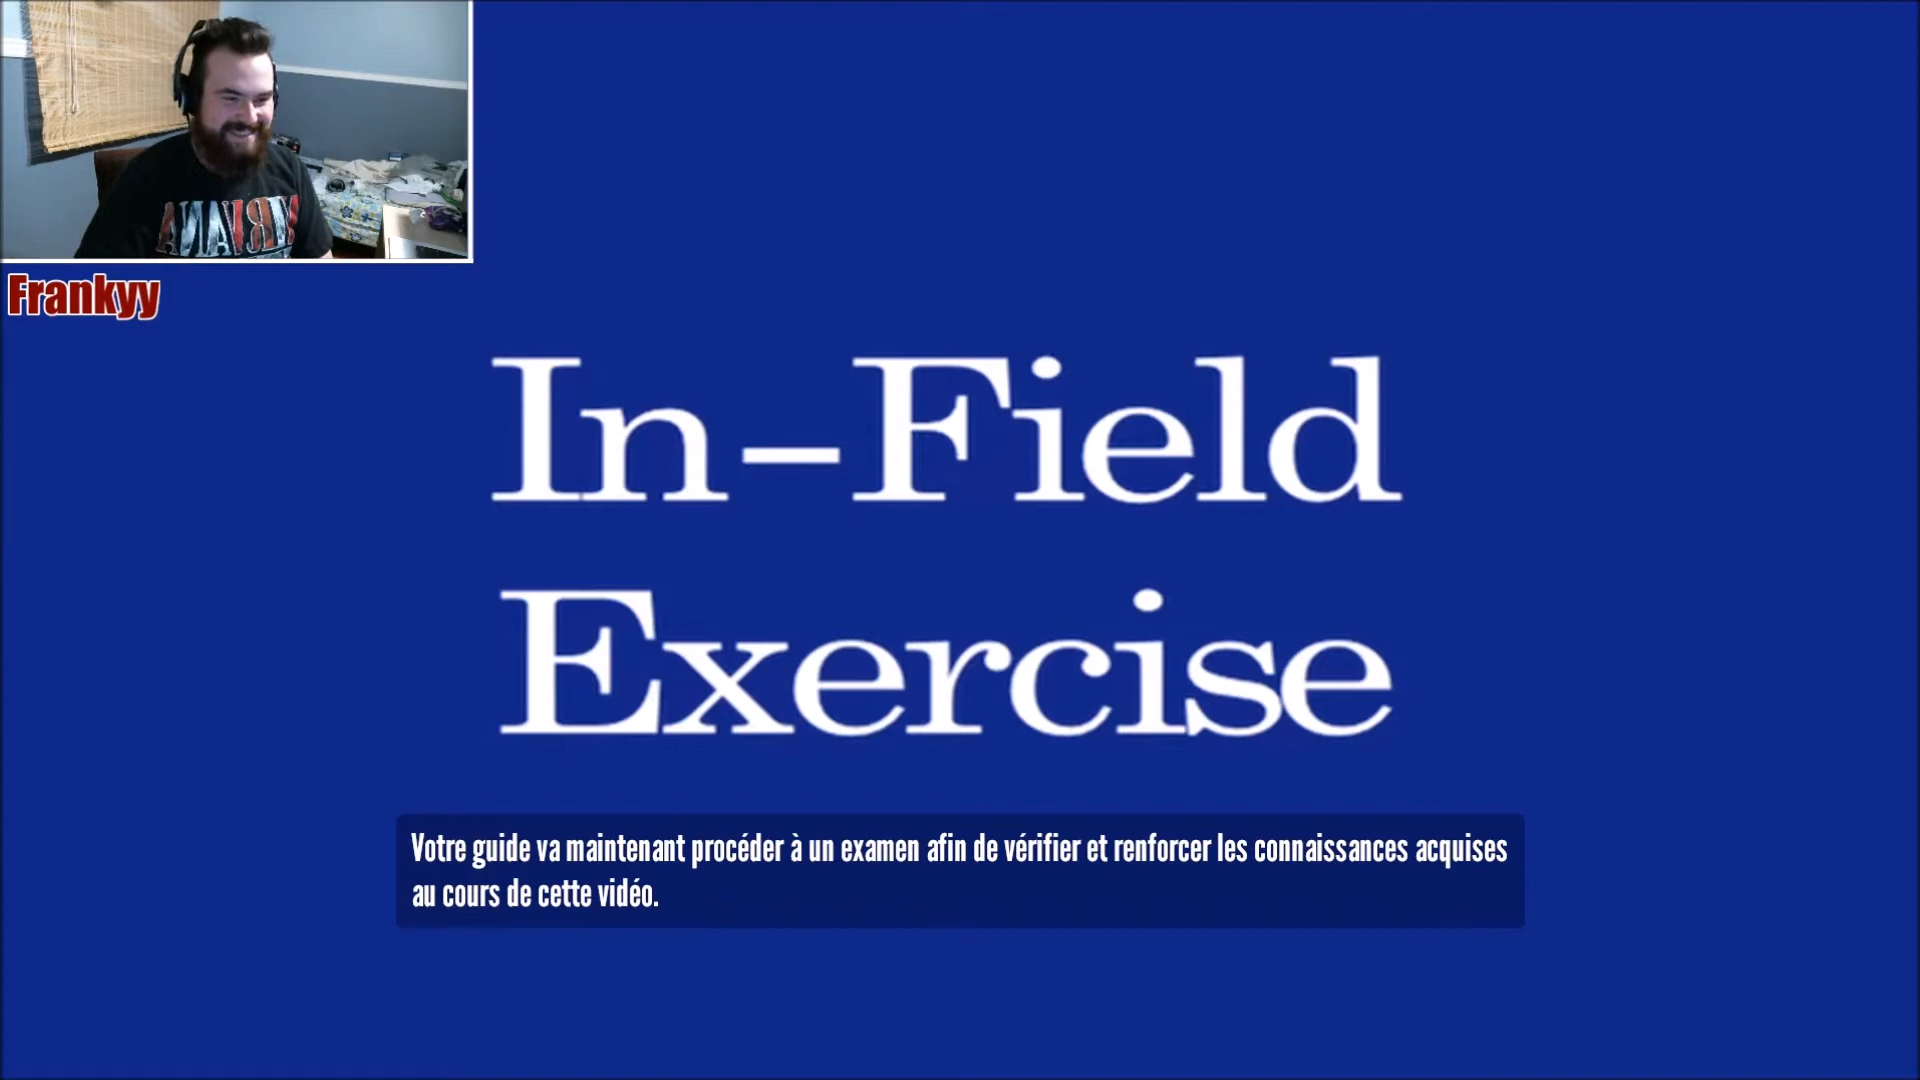 Frankyy
In-Field
Exercise
Votre guide va maintenant procéder à un examen afin de vérifier et renforcer les connaissances acquises
au cours de cette vidéo.